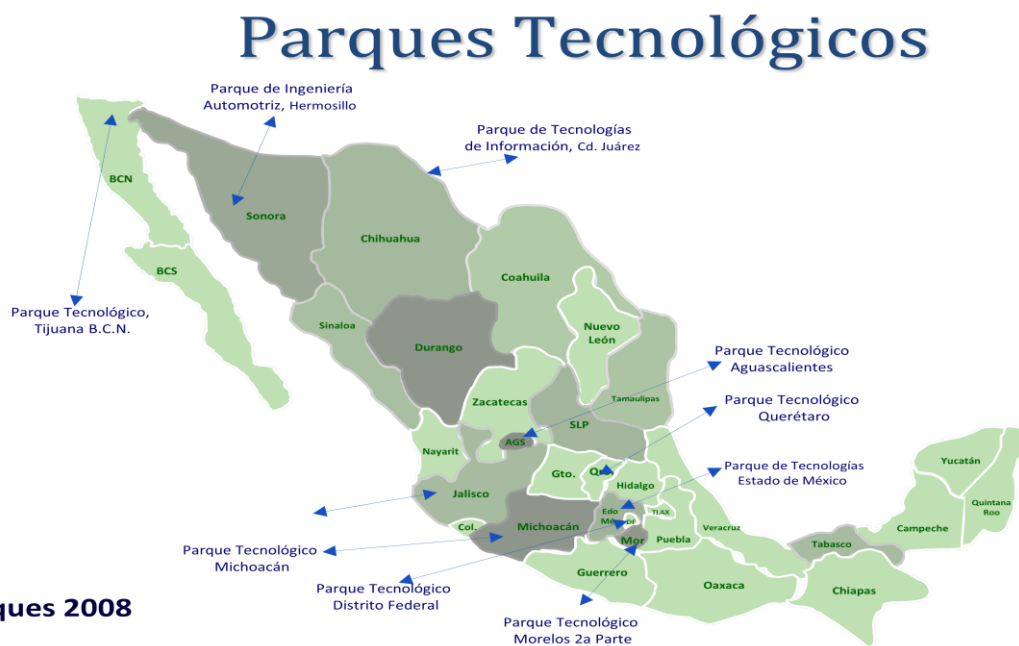 Parques Tecnológicos
Parque de Ingeniería
Automotriz, Hermosillo
Parque de Tecnologías
de Información, Cd. Juárez
BCN
Sonora
Chihuahua
BCS
Coahuila
Parque Tecnológico,
Tijuana B.C.N.
Sinaloa
Nuevo
León
Durango
Parque Tecnológico
Aguascalientes
Zacatecas
Tamaulipas
Parque Tecnológico
Querétaro
SLP
AGS
Nayarit
Yucatán
Gto.
Parque de Tecnologías
Estado de México
Hidalgo
Jalisco
Quintana
Roo
Edo
TLAX
DF
Col.
Michoacán
Veracruz
Campeche
Mor
Puebla
Tabasco
Parque Tecnológico
Michoacán
Guerrero
Oaxaca
Chiapas
Parque Tecnológico
Distrito Federal
ques 2008
Parque Tecnológico
Morelos 2a Parte